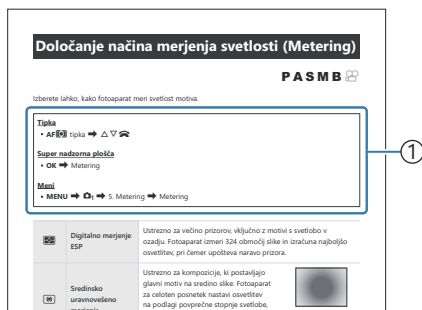 Določanje načina merjenja svetlosti (Metering)
PASMB
Izberete lahko, kako fotoaparat meri svetlost motiva.
Tipka
• AF tipka ➡ △ ▽
Super nadzorna plošča
• OK ➡ Metering
Meni
• MENU ➡ 1 ➡ 5. Metering ➡ Metering
①
Digitalno merjenje ESP
Ustrezno za večino prizorov, vključno z motivi s svetlobo v
ozadju. Fotoaparat izmeri 324 območij slike in izračuna najboljšo
osvetlitev, pri čemer upošteva naravo prizora.
Sredinsko
uravnoteženo
Ustrezno za kompozicije, ki postavljajo
glavni motiv na sredino slike. Fotoaparat
za celoten posnetek nastavi osvetlitev
na podlagi povprečne stopnje svetlobe,